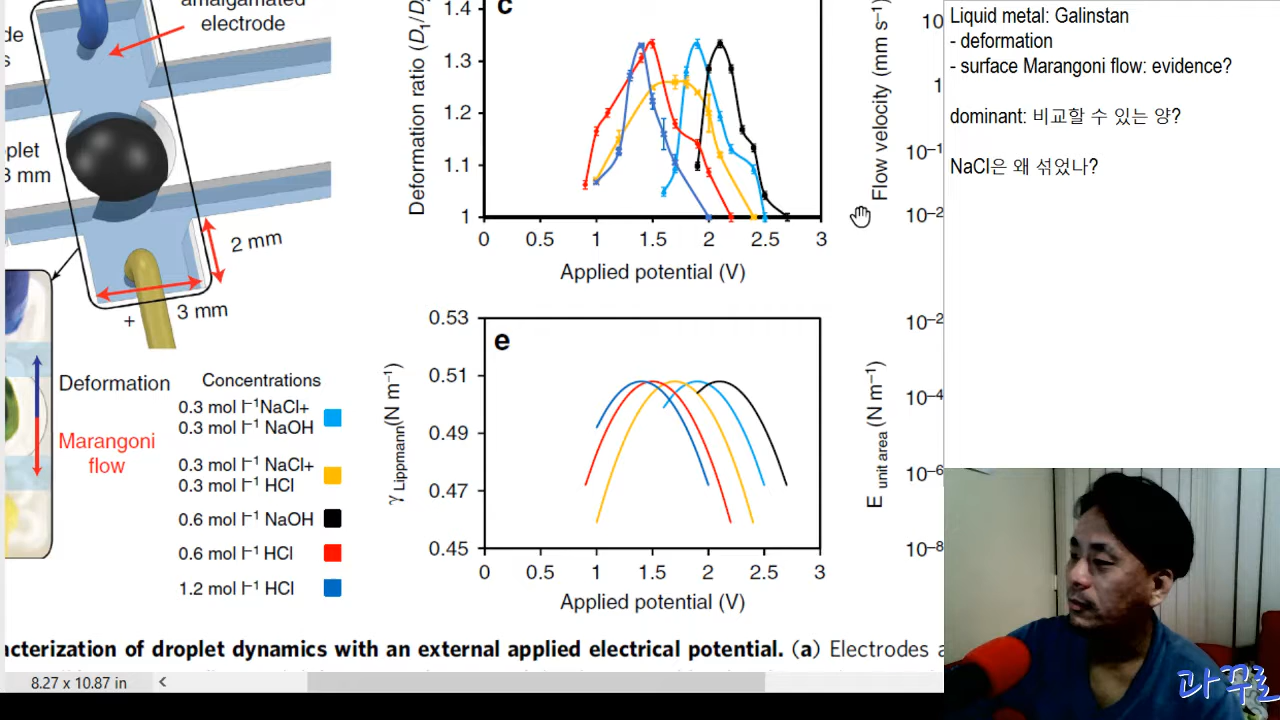 amalgamated
electrode
de
s
plet
3 mm
2 mm
3 mm
+
Deformation
Marangoni
flow
Concentrations
0.3 mol l⁻¹NaCl+
0.3 mol l⁻¹ NaOH
0.3 mol l⁻¹ NaCl+
0.3 mol l⁻¹ HCl
0.6 mol l⁻¹ NaOH
0.6 mol l⁻¹ HCl
1.2 mol l⁻¹ HCl
c
Deformation ratio (D₁/D
1.4
1.3
1.2
1.1
1
0 0.5 1 1.5 2 2.5 3
Applied potential (V)
e
γ Lippmann(N m⁻¹)
0.53
0.51
0.49
0.47
0.45
0 0.5 1 1.5 2 2.5 3
Applied potential (V)
Flow velocity (mm s⁻¹)
10
1
10⁻¹
10⁻²
E unit area (N m⁻¹)
10⁻²
10⁻⁴
10⁻⁶
10⁻⁸
acterization of droplet dynamics with an external applied electrical potential. (a) Electrodes a
8.27 x 10.87 in
Liquid metal: Galinstan
- deformation
- surface Marangoni flow: evidence?
dominant: 비교할 수 있는 양?
NaCl은 왜 섞었나?
과꾸로